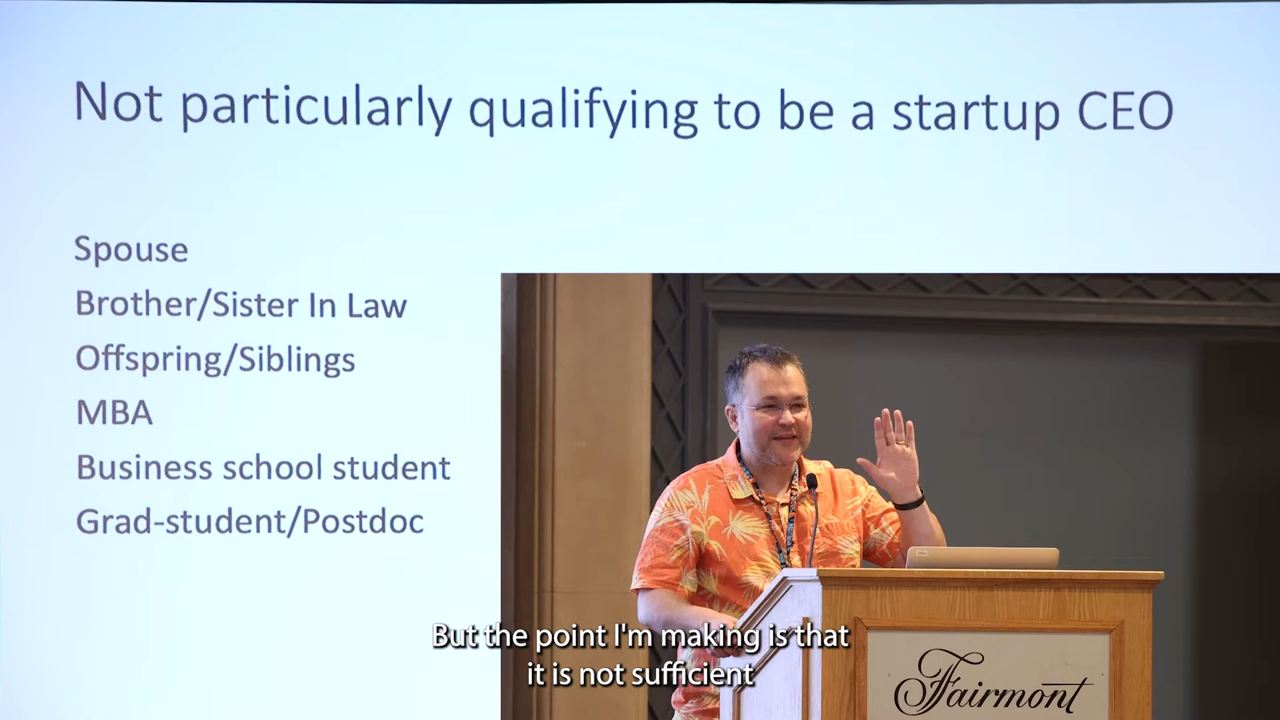 Not particularly qualifying to be a startup CEO
Spouse
Brother/Sister In Law
Offspring/Siblings
MBA
Business school student
Grad-student/Postdoc
But the point I'm making is that
it is not sufficient
Fairmont